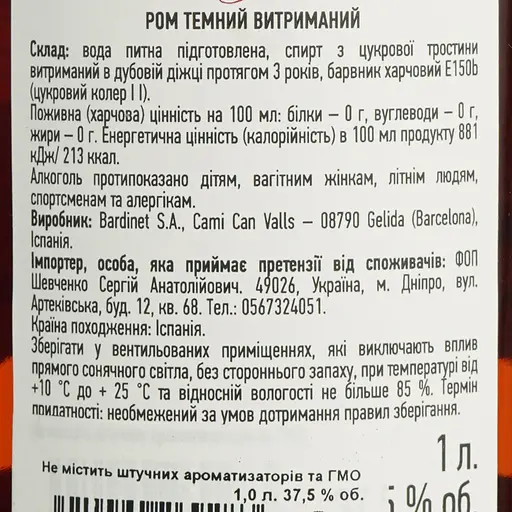 РОМ ТЕМНИЙ ВИТРИМАНИЙ
Склад: вода питна підготовлена, спирт з цукрової тростини
витриманий в дубовій діжці протягом 3 років, барвник харчовий Е150b
(цукровий колер І І).
Поживна (харчова) цінність на 100 мл: білки – 0 г, вуглеводи – 0 г,
жири – 0 г. Енергетична цінність (калорійність) в 100 мл продукту 881
кДж/ 213 ккал.
Алкоголь протипоказано дітям, вагітним жінкам, літнім людям,
спортсменам та алергікам.
Виробник: Bardinet S.A., Cami Can Valls – 08790 Gelida (Barcelona),
Іспанія.
Імпортер, особа, яка приймає претензії від споживачів: ФОП
Шевченко Сергій Анатолійович. 49026, Україна, м. Дніпро, вул.
Артеківська, буд. 12, кв. 68. Тел.: 0567324051.
Країна походження: Іспанія.
Зберігати у вентильованих приміщеннях, які виключають вплив
прямого сонячного світла, без стороннього запаху, при температурі від
+10 °С до + 25 °С та відносній вологості не більше 85 %. Термін
придатності: необмежений за умов дотримання правил зберігання.
1 л.
Не містить штучних ароматизаторів та ГМО
1,0 л. 37,5 % об.
% об.